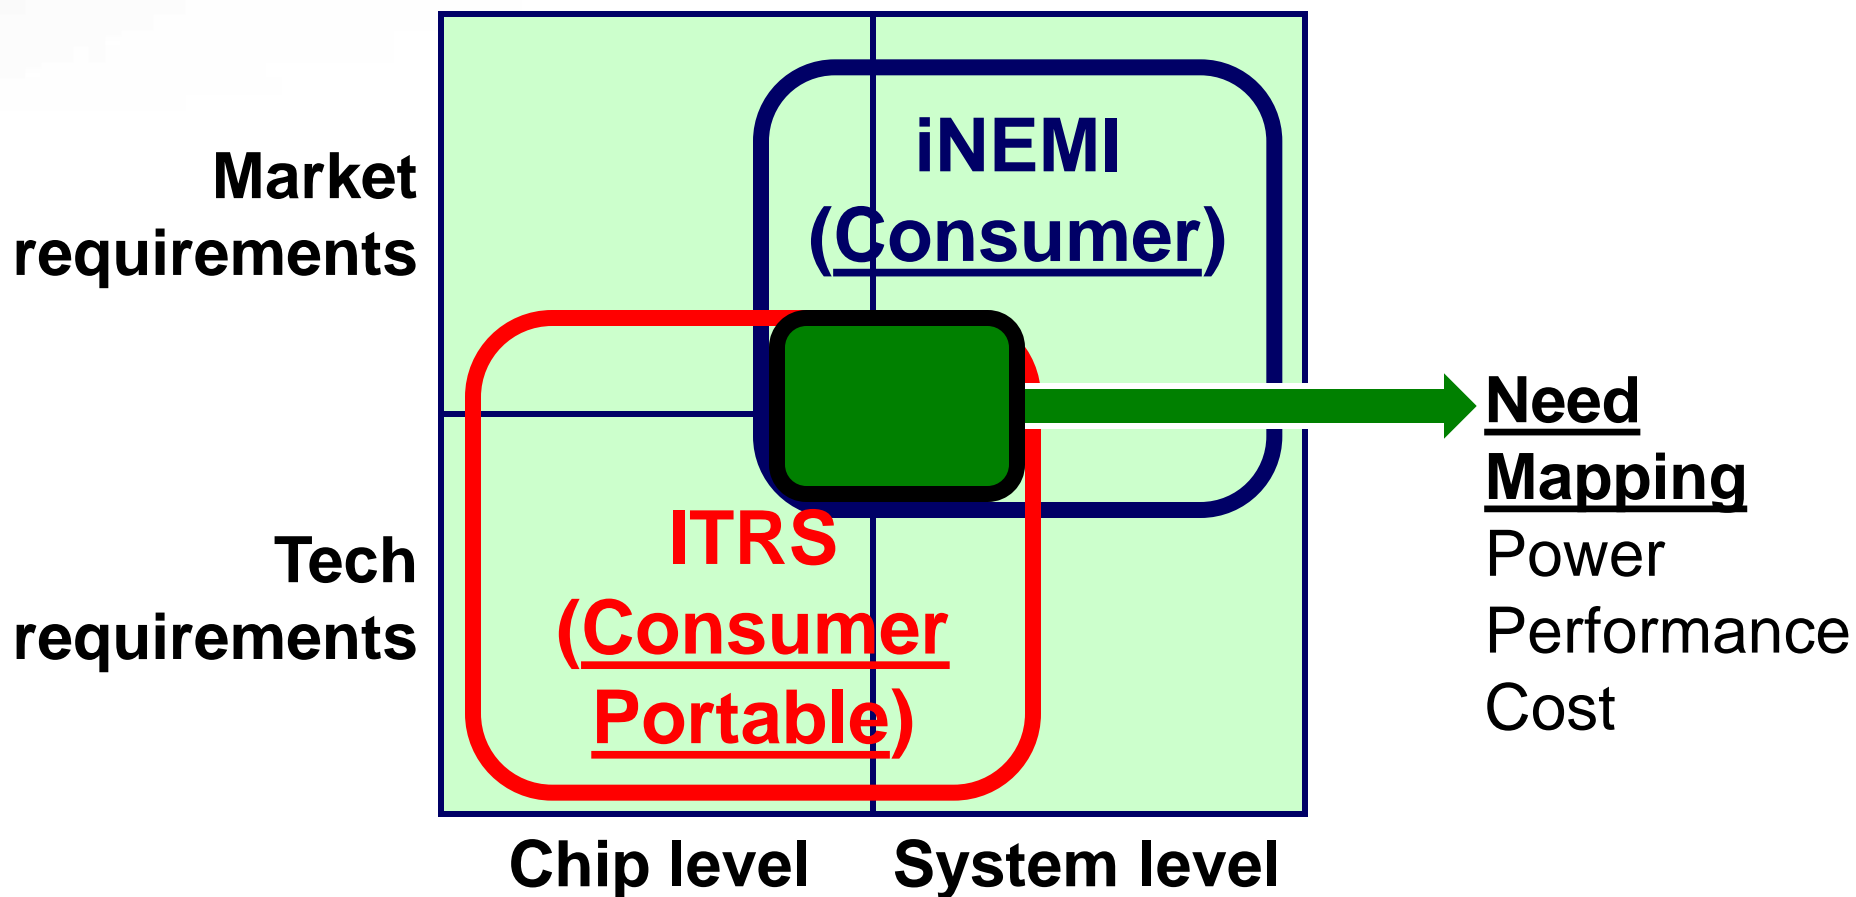 Market
requirements
iNEMI
(Consumer)
Tech
requirements
ITRS
(Consumer
Portable)
Need
Mapping
Power
Performance
Cost
Chip level
System level